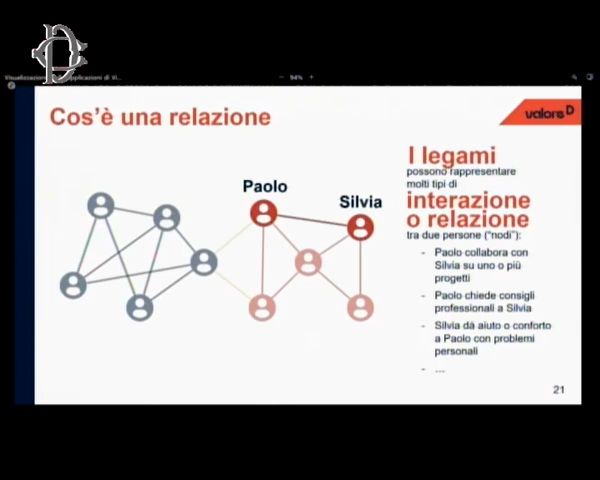 94%
Cos'è una relazione
valore D
I legami
possono rappresentare
molti tipi di
interazione
o relazione
tra due persone ("nodi"):
Paolo
Silvia
- Paolo collabora con
Silvia su uno o più
progetti
- Paolo chiede consigli
professionali a Silvia
- Silvia dà aiuto o conforto
a Paolo con problemi
personali
- ...
21